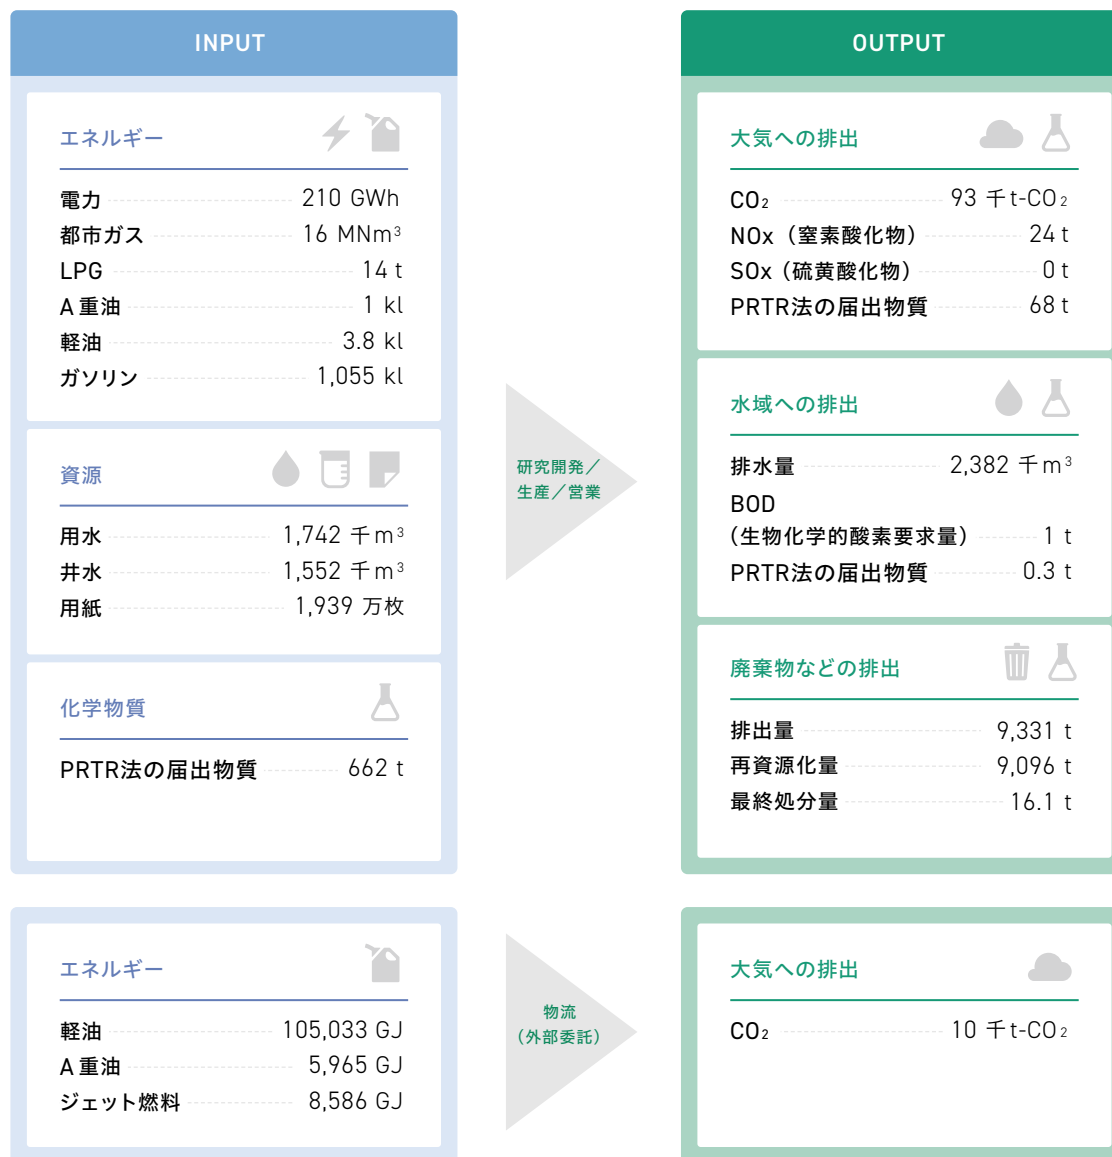 INPUT
エネルギー
電力 210 GWh
都市ガス 16 MNm³
LPG 14 t
A重油 1 kl
軽油 3.8 kl
ガソリン 1,055 kl
資源
用水 1,742 千m³
井水 1,552 千m³
用紙 1,939 万枚
化学物質
PRTR法の届出物質 662 t
研究開発／
生産／営業
OUTPUT
大気への排出
CO₂ 93 千t-CO₂
NOx（窒素酸化物） 24 t
SOx（硫黄酸化物） 0 t
PRTR法の届出物質 68 t
水域への排出
排水量 2,382 千m³
BOD
（生物化学的酸素要求量） 1 t
PRTR法の届出物質 0.3 t
廃棄物などの排出
排出量 9,331 t
再資源化量 9,096 t
最終処分量 16.1 t
エネルギー
軽油 105,033 GJ
A重油 5,965 GJ
ジェット燃料 8,586 GJ
物流
（外部委託）
大気への排出
CO₂ 10 千t-CO₂